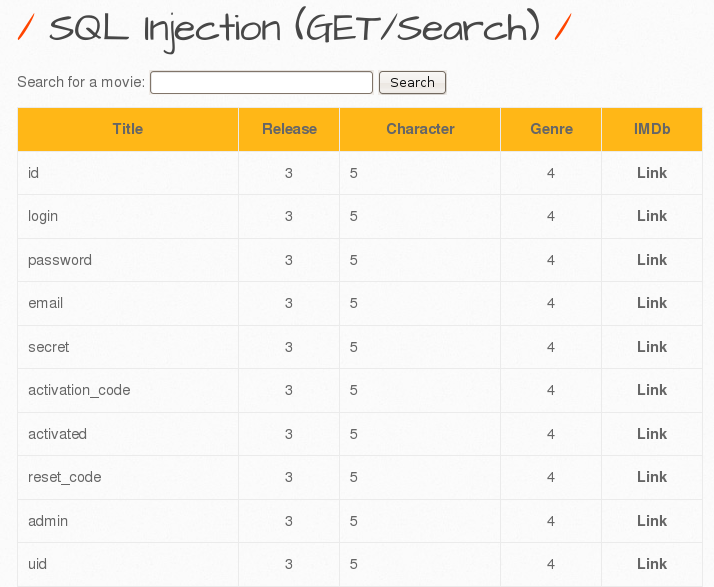 / SQL Injection (GET/Search) /
Search for a movie: Search
Title Release Character Genre IMDb
id 3 5 4 Link
login 3 5 4 Link
password 3 5 4 Link
email 3 5 4 Link
secret 3 5 4 Link
activation_code 3 5 4 Link
activated 3 5 4 Link
reset_code 3 5 4 Link
admin 3 5 4 Link
uid 3 5 4 Link